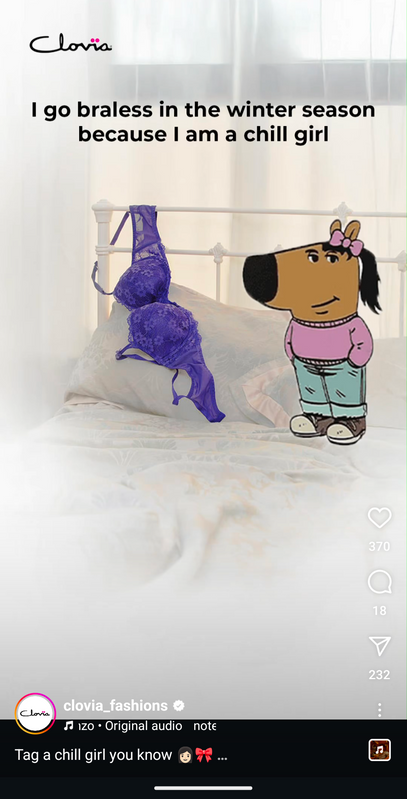 Clovia
I go braless in the winter season
because I am a chill girl
370
18
232
Clovia
clovia_fashions
ızo • Original audio note
Tag a chill girl you know 👩🏻🎀 ...